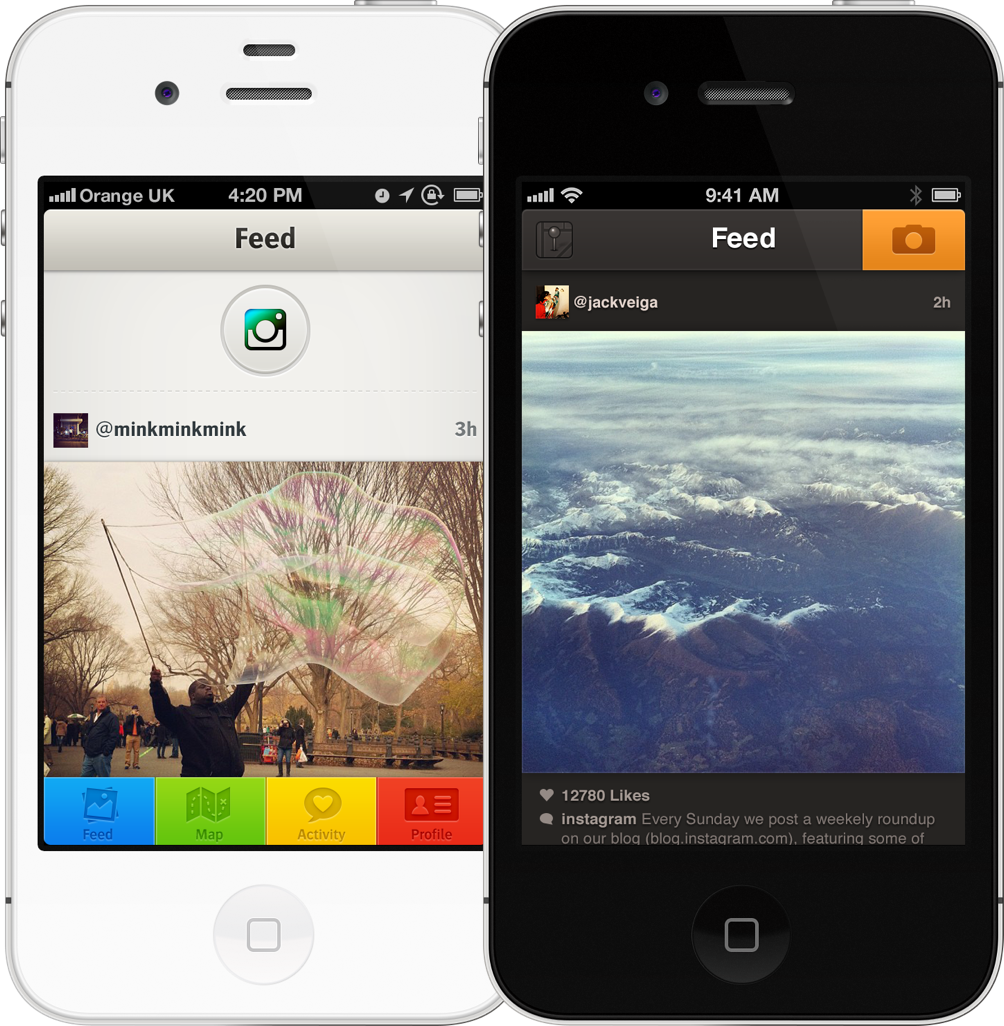 Orange UK 4:20 PM
Feed
@minkminkmink 3h
Feed Map Activity Profile
9:41 AM
Feed
@jackveiga 2h
12780 Likes
instagram Every Sunday we post a weekely roundup
on our blog (blog.instagram.com), featuring some of